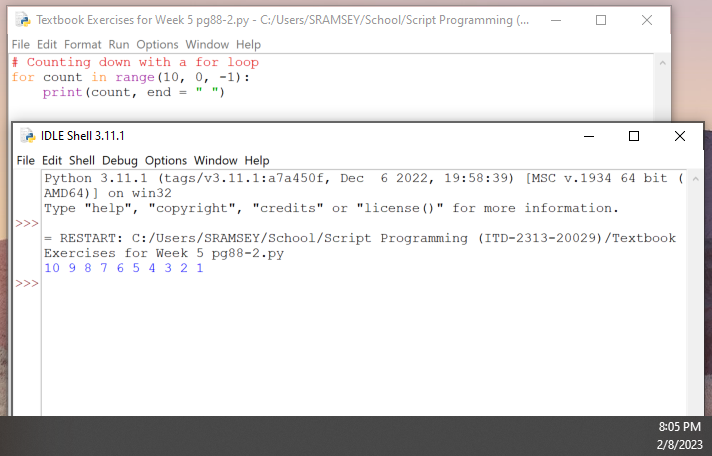 Textbook Exercises for Week 5 pg88-2.py - C:/Users/SRAMSEY/School/Script Programming (...
File Edit Format Run Options Window Help
# Counting down with a for loop
for count in range(10, 0, -1):
    print(count, end = " ")
IDLE Shell 3.11.1
File Edit Shell Debug Options Window Help
Python 3.11.1 (tags/v3.11.1:a7a450f, Dec  6 2022, 19:58:39) [MSC v.1934 64 bit (
AMD64)] on win32
Type "help", "copyright", "credits" or "license()" for more information.
>>>
= RESTART: C:/Users/SRAMSEY/School/Script Programming (ITD-2313-20029)/Textbook
Exercises for Week 5 pg88-2.py
10 9 8 7 6 5 4 3 2 1
>>>
8:05 PM
2/8/2023